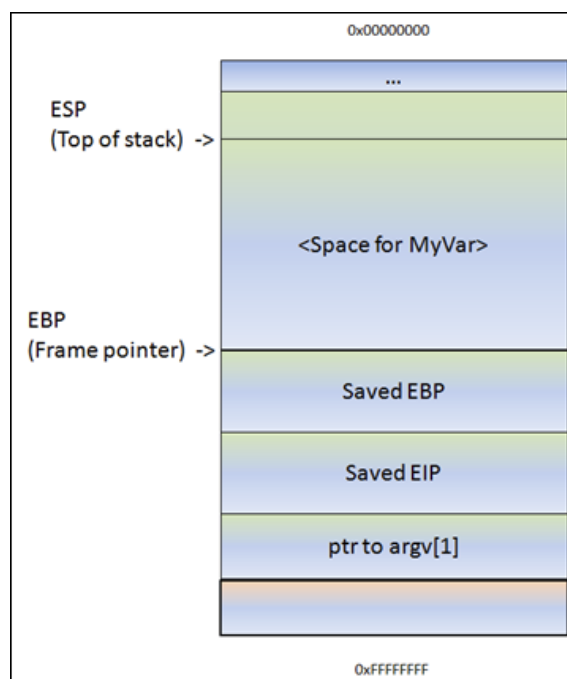 0x00000000
...
ESP
(Top of stack) ->
<Space for MyVar>
EBP
(Frame pointer) ->
Saved EBP
Saved EIP
ptr to argv[1]
0xFFFFFFFF